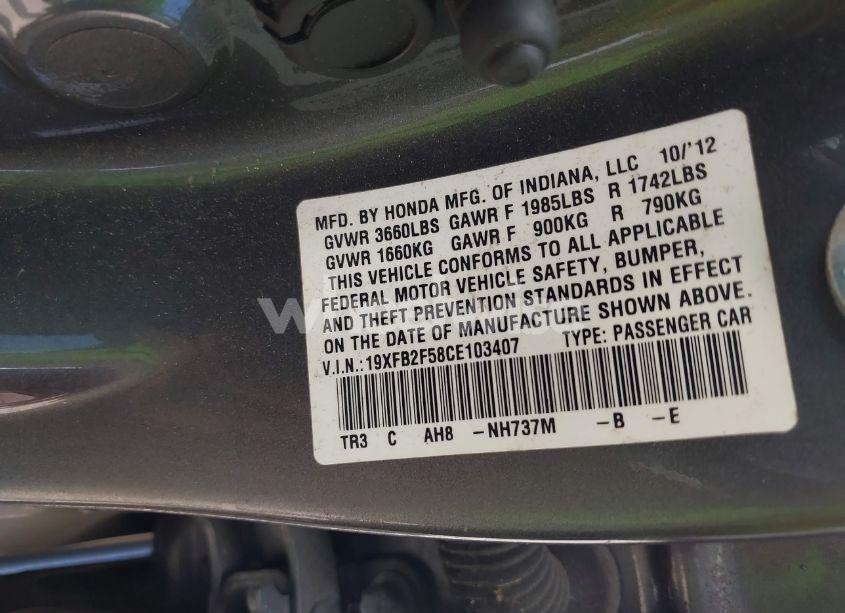 MFD. BY HONDA MFG. OF INDIANA, LLC 10/'12
GVWR 3660LBS GAWR F 1985LBS R 1742LBS
GVWR 1660KG GAWR F 900KG R 790KG
THIS VEHICLE CONFORMS TO ALL APPLICABLE
FEDERAL MOTOR VEHICLE SAFETY, BUMPER,
AND THEFT PREVENTION STANDARDS IN EFFECT
ON THE DATE OF MANUFACTURE SHOWN ABOVE.
V.I.N.: 19XFB2F58CE103407 TYPE: PASSENGER CAR
TR3 C AH8 -NH737M -B -E